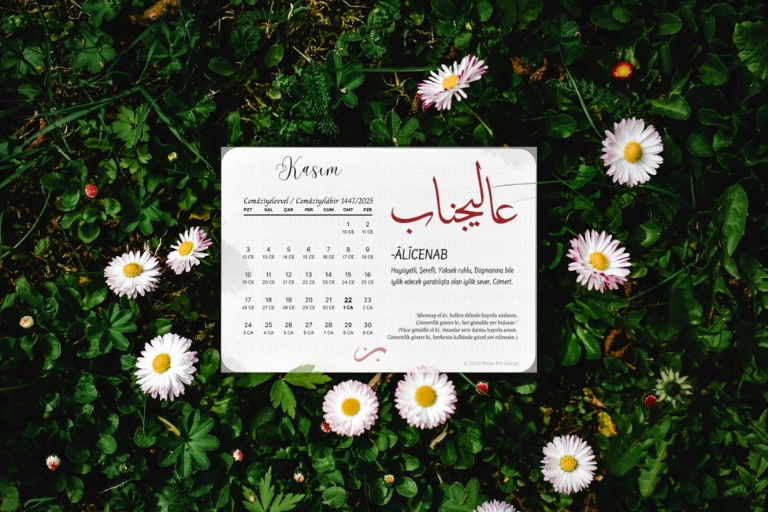 Kasım
Cemâziyelevvel / Cemâziyelâhir 1447/2025
PZT SAL ÇAR PER CUM CMT PZR
1 2
10 CE 11 CE
3 4 5 6 7 8 9
12 CE 13 CE 14 CE 15 CE 16 CE 17 CE 18 CE
10 11 12 13 14 15 16
19 CE 20 CE 21 CE 22 CE 23 CE 24 CE 25 CE
17 18 19 20 21 22 23
26 CE 27 CE 28 CE 29 CE 30 CE 1 CA 2 CA
24 25 26 27 28 29 30
3 CA 4 CA 5 CA 6 CA 7 CA 8 CA 9 CA
عاليجناب
-ÂLÎCENAB
Haysiyetli, Şerefli, Yüksek ruhlu, Düşmanına bile
iyilik edecek yaratılışta olan iyilik sever, Cömert.
"Âlicenap ol ki, halkın dilinde hayırla anılasın.
Cömertlik göster ki, her gönülde yer bulasın."
(Yüce gönüllü ol ki, insanlar seni daima hayırla ansın.
Cömertlik göster ki, herkesin kalbinde güzel yer edinesin.)
© 2024 Rose Art Design